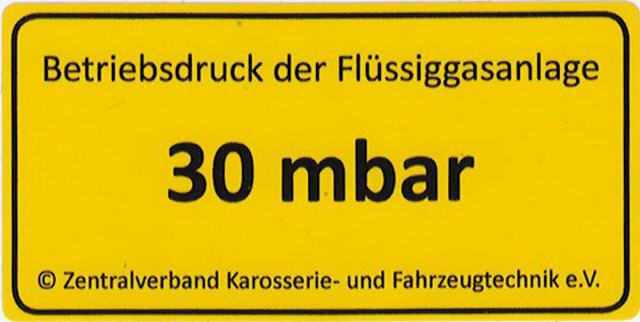 Betriebsdruck der Flüssiggasanlage
30 mbar
© Zentralverband Karosserie- und Fahrzeugtechnik e.V.